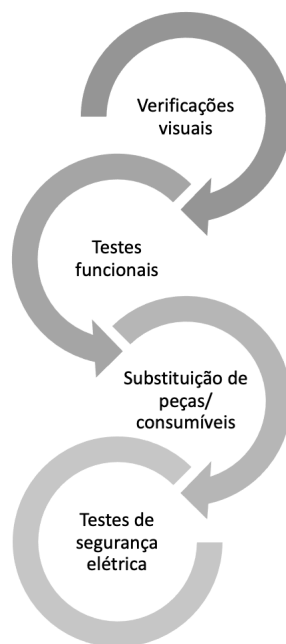 Verificações
visuais
Testes
funcionais
Substituição de
peças/
consumíveis
Testes de
segurança
elétrica